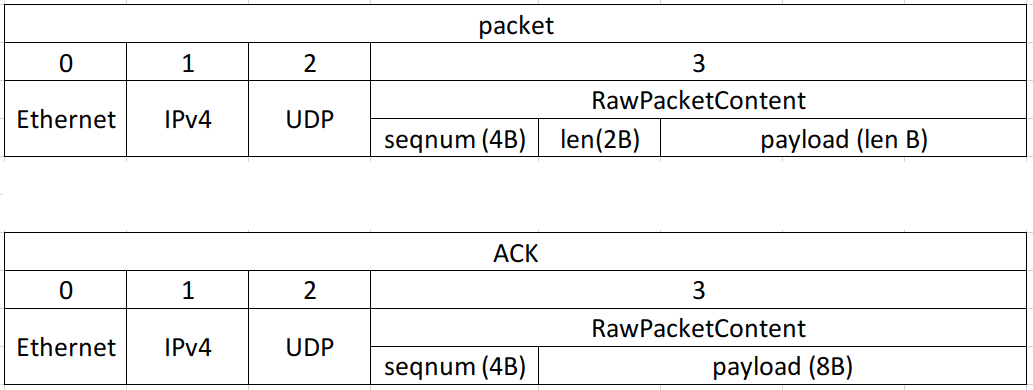 packet
0 1 2 3
Ethernet IPv4 UDP RawPacketContent
seqnum (4B) len(2B) payload (len B)
ACK
0 1 2 3
Ethernet IPv4 UDP RawPacketContent
seqnum (4B) payload (8B)